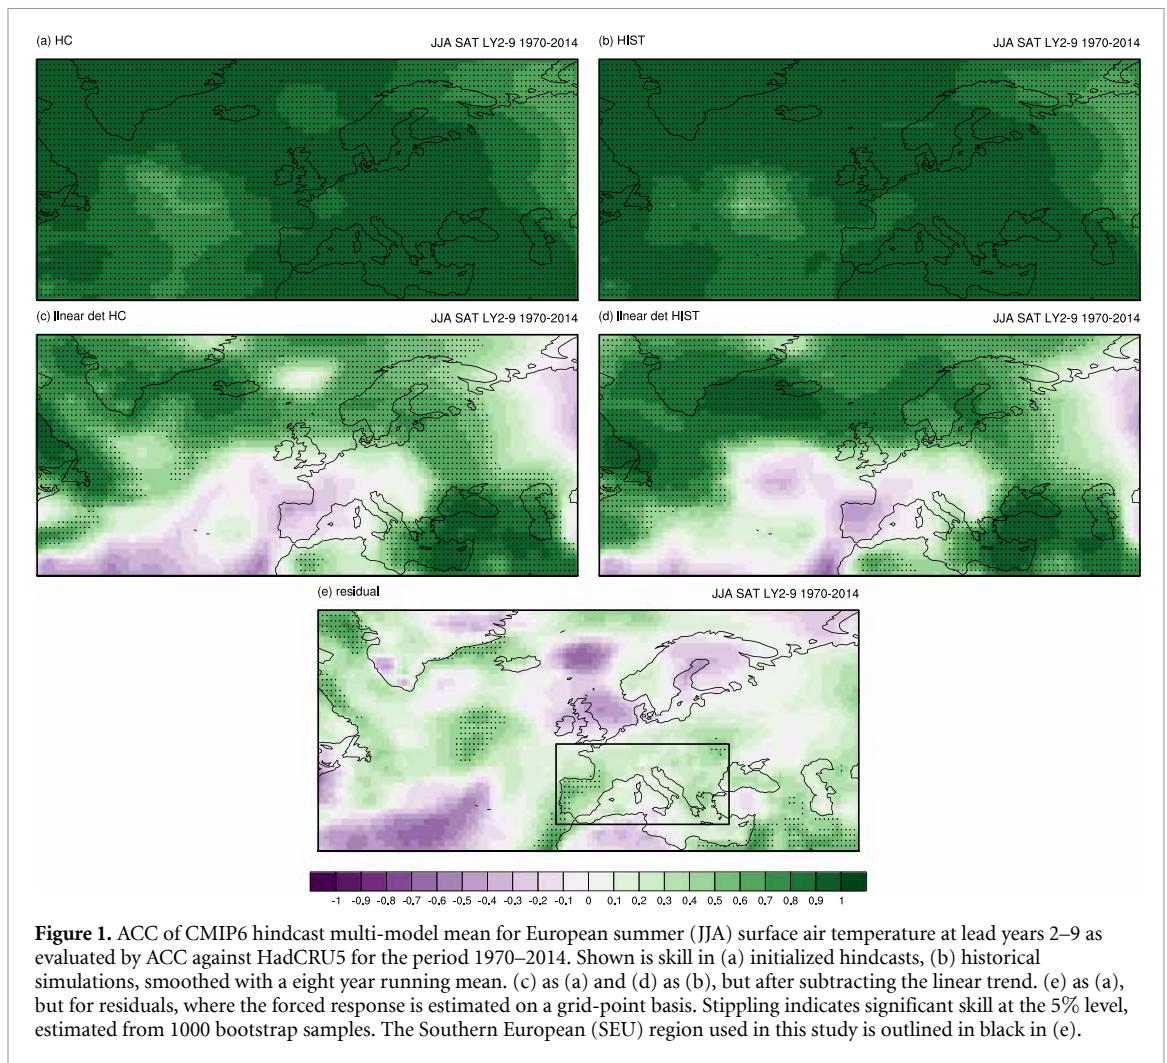 (a) HC JJA SAT LY2-9 1970-2014
(b) HIST JJA SAT LY2-9 1970-2014
(c) linear det HC JJA SAT LY2-9 1970-2014
(d) linear det HIST JJA SAT LY2-9 1970-2014
(e) residual JJA SAT LY2-9 1970-2014
-1 -0.9 -0.8 -0.7 -0.6 -0.5 -0.4 -0.3 -0.2 -0.1 0 0.1 0.2 0.3 0.4 0.5 0.6 0.7 0.8 0.9 1
Figure 1. ACC of CMIP6 hindcast multi-model mean for European summer (JJA) surface air temperature at lead years 2–9 as
evaluated by ACC against HadCRU5 for the period 1970–2014. Shown is skill in (a) initialized hindcasts, (b) historical
simulations, smoothed with a eight year running mean. (c) as (a) and (d) as (b), but after subtracting the linear trend. (e) as (a),
but for residuals, where the forced response is estimated on a grid-point basis. Stippling indicates significant skill at the 5% level,
estimated from 1000 bootstrap samples. The Southern European (SEU) region used in this study is outlined in black in (e).